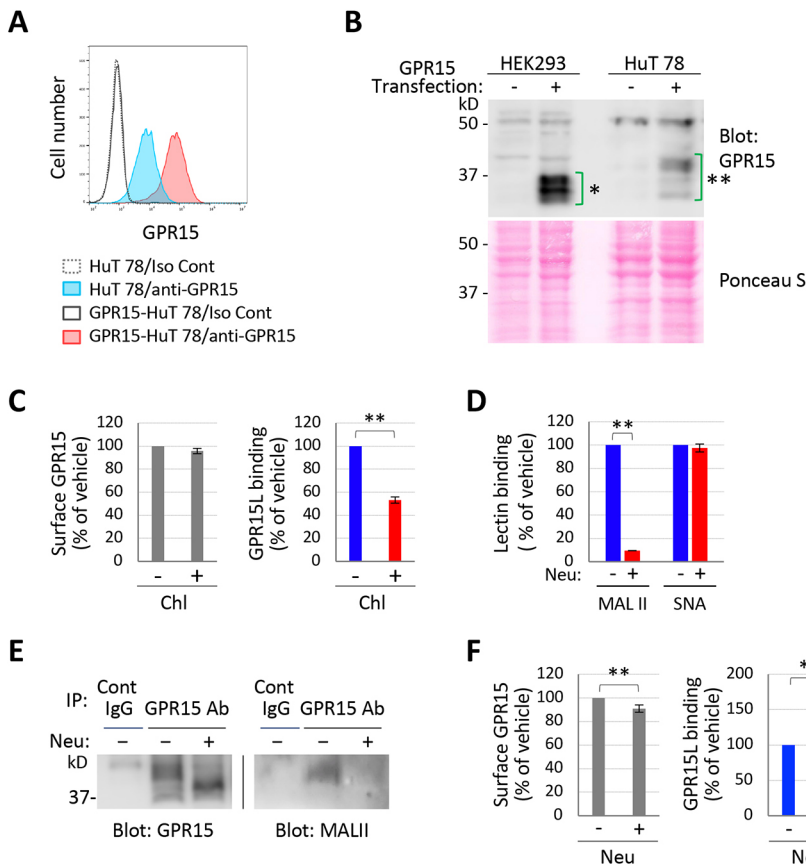 A
Cell number
GPR15
HuT 78/Iso Cont
HuT 78/anti-GPR15
GPR15-HuT 78/Iso Cont
GPR15-HuT 78/anti-GPR15
B
GPR15 HEK293 HuT 78
Transfection: - + - +
kD
50 -
37 -
*
**
Blot:
GPR15
50 -
37 -
Ponceau S
C
Surface GPR15
(% of vehicle)
120
100
80
60
40
20
0
- +
Chl
GPR15L binding
(% of vehicle)
120
100
80
60
40
20
0
**
- +
Chl
D
Lectin binding
( % of vehicle)
120
100
80
60
40
20
0
**
Neu: - + - +
MAL II SNA
E
IP: Cont
IgG GPR15 Ab Cont
IgG GPR15 Ab
Neu: – – + – – +
kD
37-
Blot: GPR15 Blot: MALII
F
Surface GPR15
(% of vehicle)
120
100
80
60
40
20
0
**
- +
Neu
GPR15L binding
(% of vehicle)
200
150
100
50
0
*
-
N